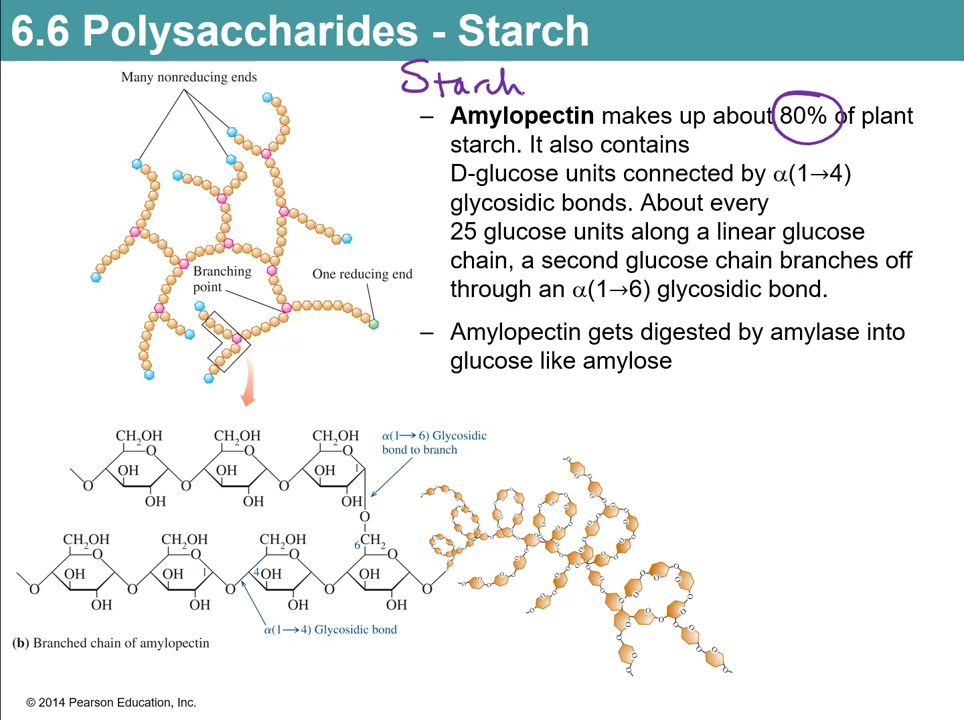 6.6 Polysaccharides - Starch
Starch
Many nonreducing ends
– Amylopectin makes up about 80% of plant
starch. It also contains
D-glucose units connected by α(1→4)
glycosidic bonds. About every
25 glucose units along a linear glucose
chain, a second glucose chain branches off
through an α(1→6) glycosidic bond.
– Amylopectin gets digested by amylase into
glucose like amylose
Branching
point
One reducing end
CH₂OH CH₂OH CH₂OH
α(1→6) Glycosidic
bond to branch
O O O
OH OH OH 1
O O O
OH OH OH
O
CH₂OH CH₂OH CH₂OH 6CH₂
O O O O
OH OH 1 4OH OH
O O O O O
OH OH OH OH
α(1→4) Glycosidic bond
(b) Branched chain of amylopectin
© 2014 Pearson Education, Inc.